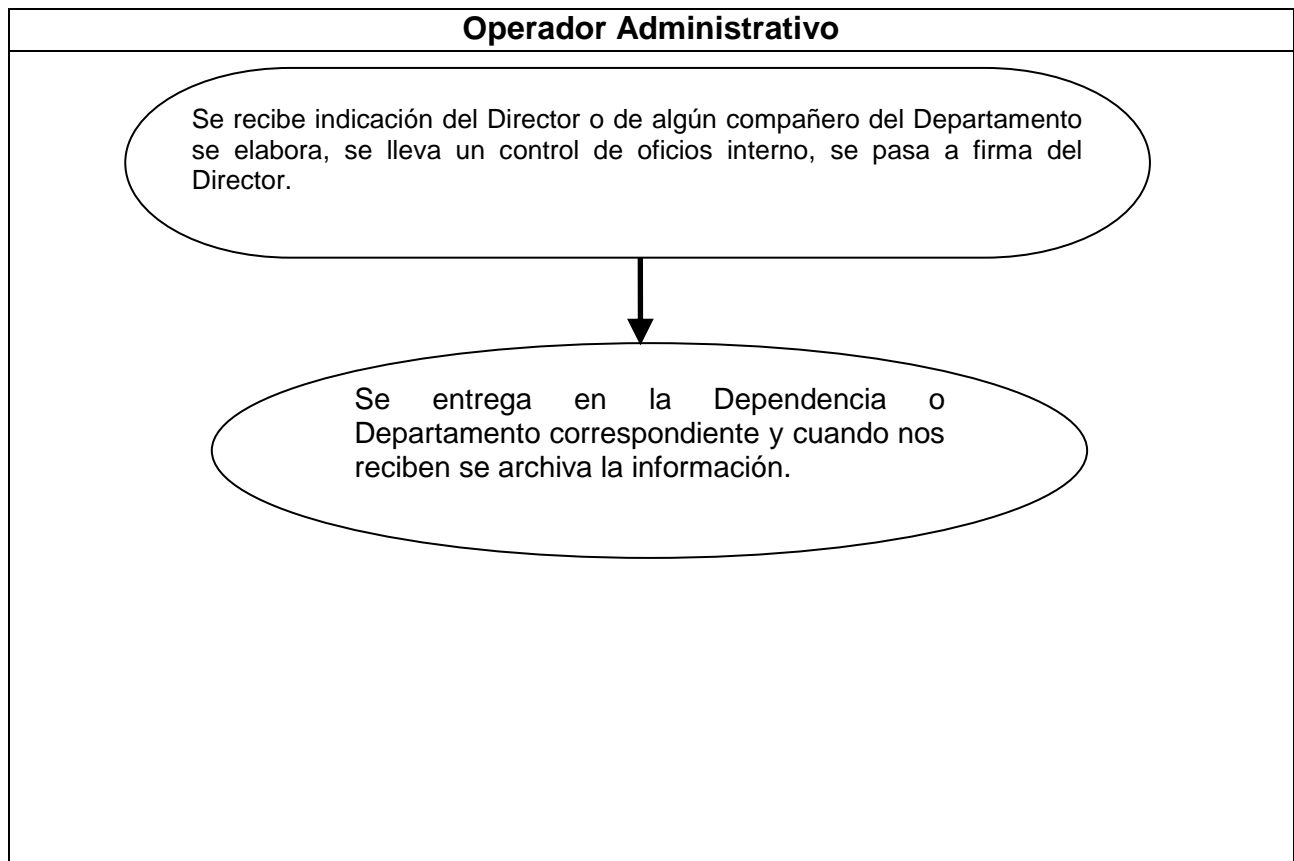 Operador Administrativo
Se recibe indicación del Director o de algún compañero del Departamento
se elabora, se lleva un control de oficios interno, se pasa a firma del
Director.
Se entrega en la Dependencia o
Departamento correspondiente y cuando nos
reciben se archiva la información.